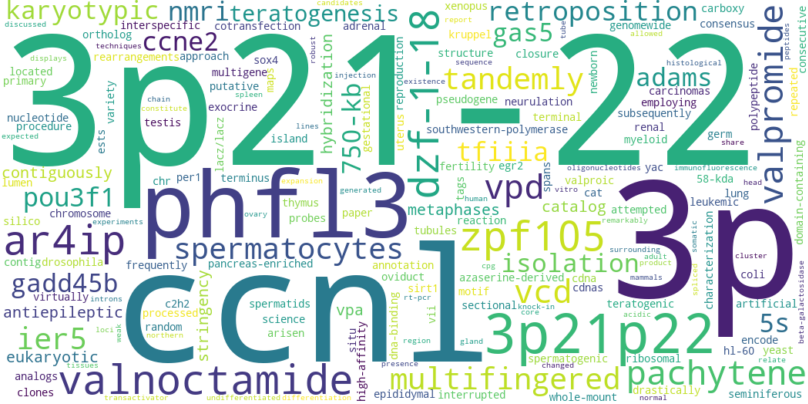 karyotypic nmri teratogenesis retroposition carboxy
discussed interspecific cotransfection adrenal candidates xenopus report kruppel genomewide consensus
ortholog techniques ccne2 gas5 tube allowed
displays rearrangements approach sox4 robust structure closure
located multigene maps tandemly adams peptides
primary putative injection sequence histological carcinomas
3p21-22
hybridization 750-kb gestational uterus reproduction dzf-1-18 valpromide polypeptide repeated consecutive
nucleotide chain exocrine existence pseudogene neurulation newborn employing
procedure variety constitute spleen terminal subsequently
expected ests testis island lines southwestern-polymerase renal germ
contiguously lacz/lacz tfiiia myeloid share
lumen chr per1 terminus expansion generated fertility egr2 spans yac oligonucleotides immunofluorescence
pou3f1 phf13 vpd valproic cat vitro 58-kda head
silico chromosome thymus tags human catalog lung
ar4ip experiments probes ovary paper metaphases attempted leukemic domain-containing
contig drosophila spermatocytes reaction zpf105 remarkably 3p
frequently pancreas-enriched tubules isolation surrounding characterization somatic cluster
gadd45b annotation oviduct azaserine-derived cdna adult coli
virtually introns c2h2 sirt1 motif vcd cdnas product spliced mammals
antiepileptic processed stringency ccnl spermatids vpa rt-pcr sectional knock-in cpg teratogenic artificial 5s beta-galactosidase
ier5 loci weak random science situ dna-binding vii core 3p21p22 acidic encode
northern arisen region gland ribosomal hl-60 yeast
eukaryotic tissues high-affinity presence spermatogenic drastically relate
analogs valnoctamide multifingered changed pachytene
clones transactivator undifferentiated differentiation epididymal interrupted whole-mount normal seminiferous